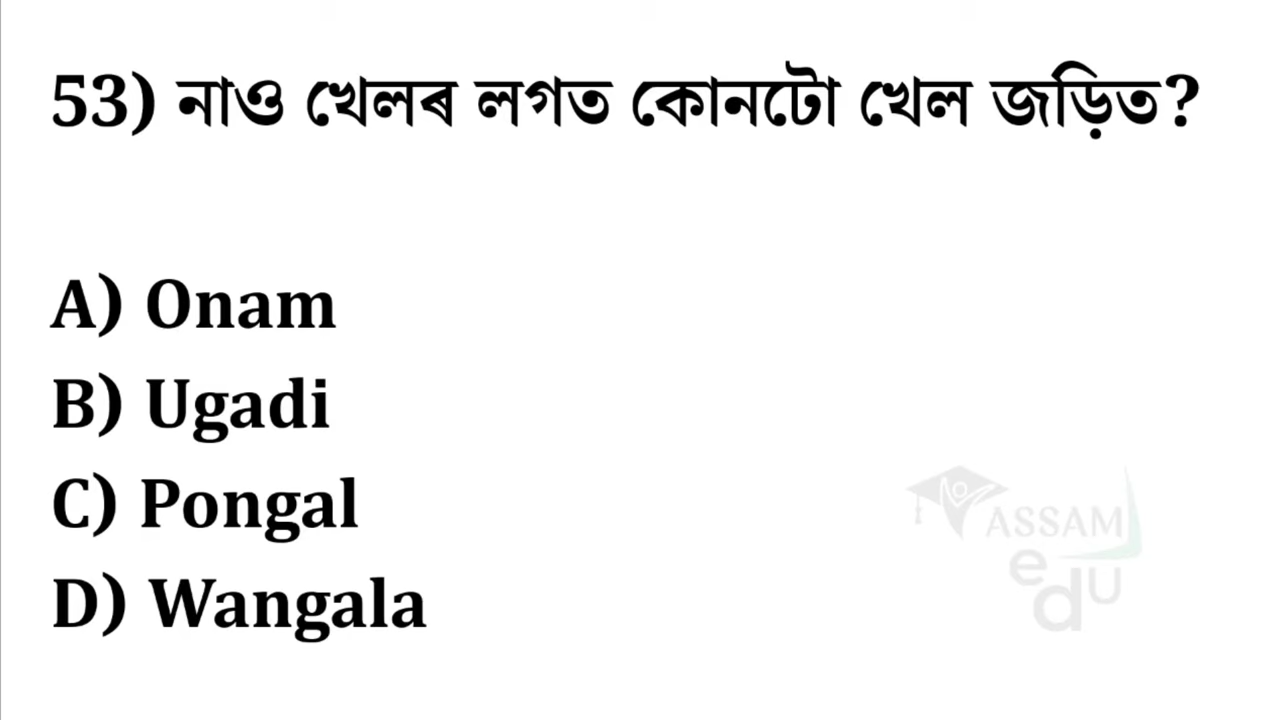 53) নাও খেলৰ লগত কোনটো খেল জড়িত?
A) Onam
B) Ugadi
C) Pongal
D) Wangala
ASSAM
edu